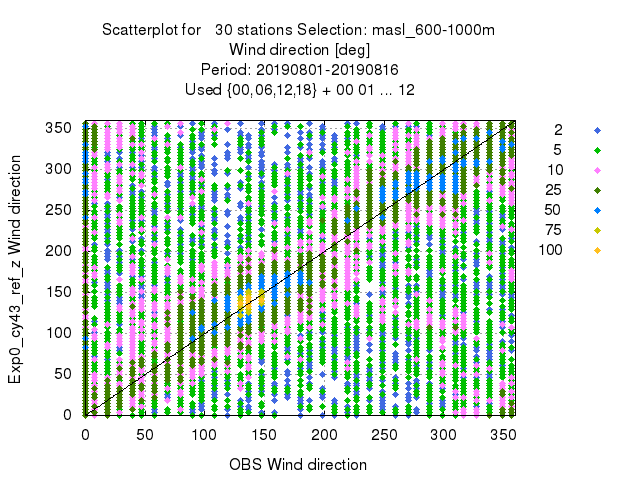 Scatterplot for 30 stations Selection: masl_600-1000m
Wind direction [deg]
Period: 20190801-20190816
Used {00,06,12,18} + 00 01 ... 12
Exp0_cy43_ref_z Wind direction
350
300
250
200
150
100
50
0
0 50 100 150 200 250 300 350
OBS Wind direction
2
5
10
25
50
75
100